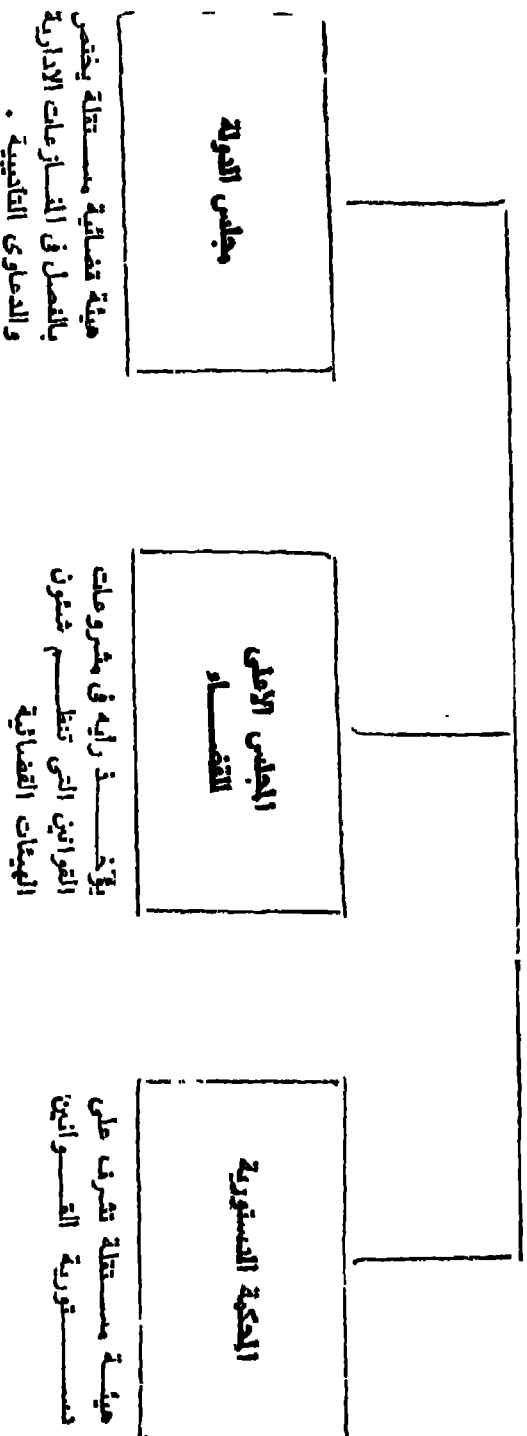 المحكمة الدستورية
هيئة مستقلة تشرف على
دستورية القوانين
المجلس الأعلى
للقضاء
يؤخذ رأيه فى مشروعات
القوانين التى تنظم شئون
الهيئات القضائية
مجلس الدولة
هيئة قضائية مستقلة يختص
بالفصل فى المنازعات الادارية
والدعاوى التأديبية .